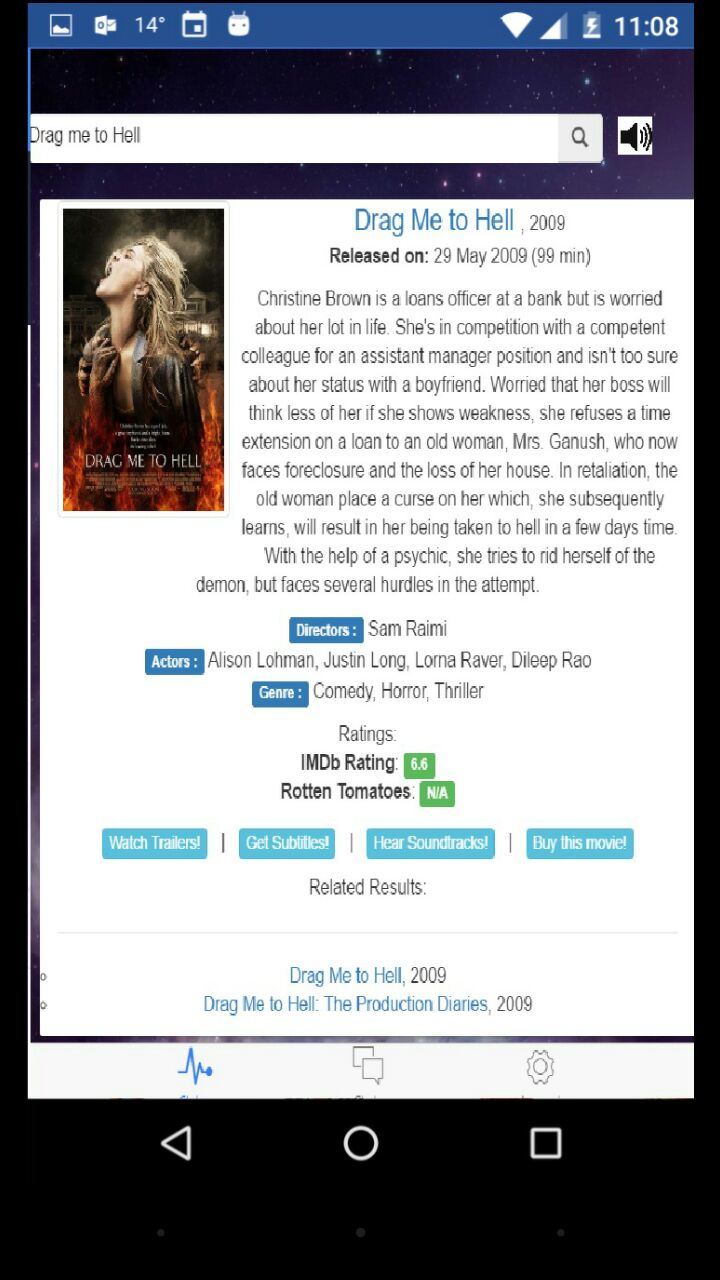 14° 11:08
Drag me to Hell
Drag Me to Hell , 2009
Released on: 29 May 2009 (99 min)
Christine Brown is a loans officer at a bank but is worried
about her lot in life. She's in competition with a competent
colleague for an assistant manager position and isn't too sure
about her status with a boyfriend. Worried that her boss will
think less of her if she shows weakness, she refuses a time
extension on a loan to an old woman, Mrs. Ganush, who now
faces foreclosure and the loss of her house. In retaliation, the
old woman place a curse on her which, she subsequently
learns, will result in her being taken to hell in a few days time.
With the help of a psychic, she tries to rid herself of the
demon, but faces several hurdles in the attempt.
DRAG ME TO HELL
Directors : Sam Raimi
Actors : Alison Lohman, Justin Long, Lorna Raver, Dileep Rao
Genre : Comedy, Horror, Thriller
Ratings:
IMDb Rating: 6.6
Rotten Tomatoes: N/A
Watch Trailers! | Get Subtitles! | Hear Soundtracks! | Buy this movie!
Related Results:
Drag Me to Hell, 2009
Drag Me to Hell: The Production Diaries, 2009